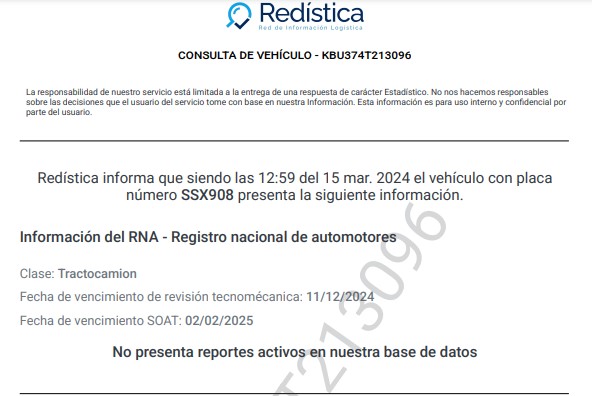 Redística
Red de Información Logística
CONSULTA DE VEHÍCULO - KBU374T213096
La responsabilidad de nuestro servicio está limitada a la entrega de una respuesta de carácter Estadístico. No nos hacemos responsables
sobre las decisiones que el usuario del servicio tome con base en nuestra Información. Esta información es para uso interno y confidencial por
parte del usuario.
Redística informa que siendo las 12:59 del 15 mar. 2024 el vehículo con placa
número SSX908 presenta la siguiente información.
Información del RNA - Registro nacional de automotores
Clase: Tractocamion
Fecha de vencimiento de revisión tecnomécanica: 11/12/2024
Fecha de vencimiento SOAT: 02/02/2025
No presenta reportes activos en nuestra base de datos
T213096